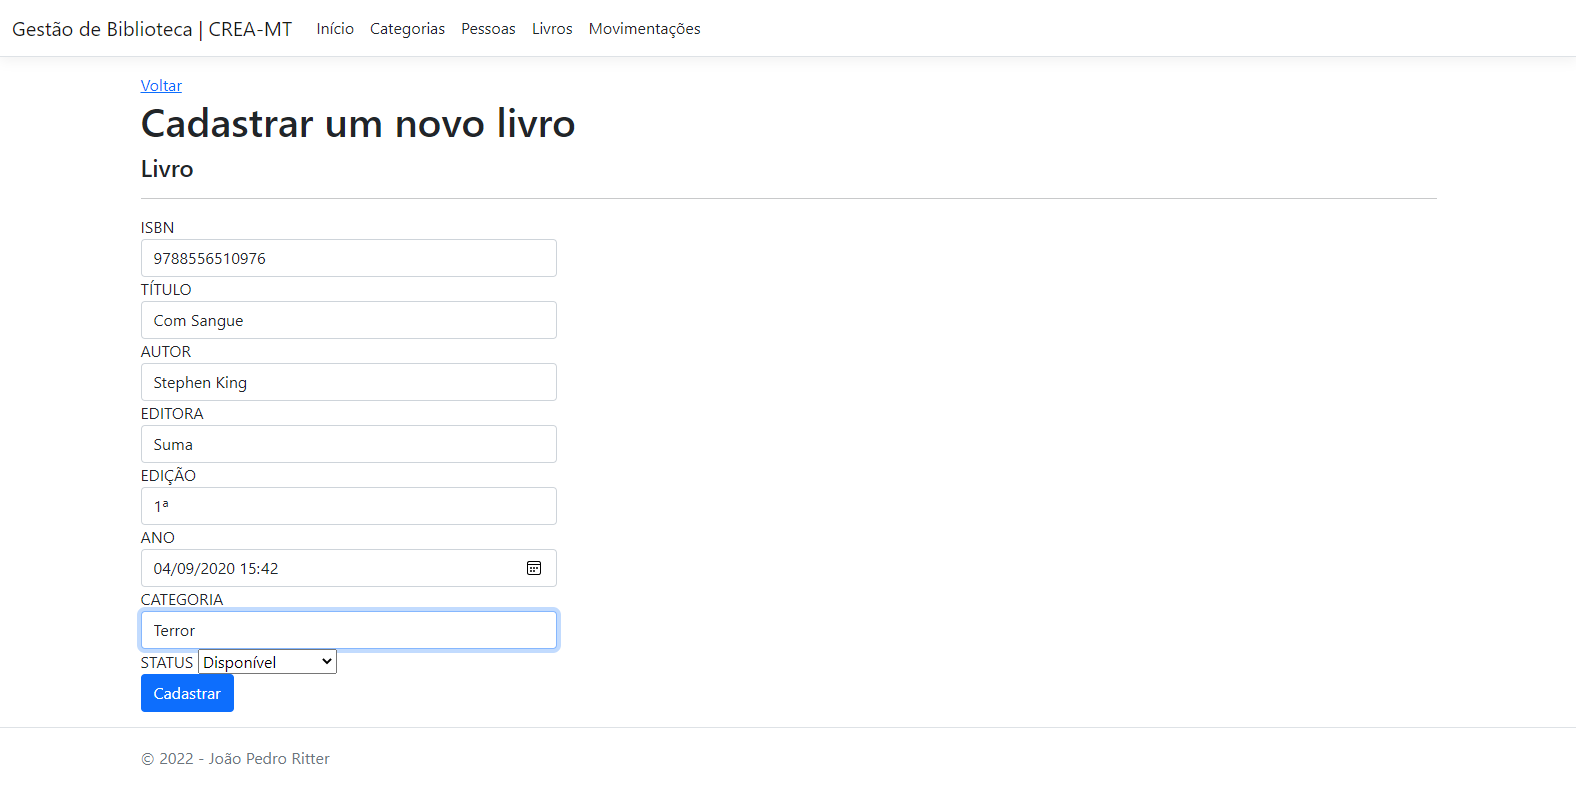 Gestão de Biblioteca | CREA-MT Início Categorias Pessoas Livros Movimentações
Voltar
Cadastrar um novo livro
Livro
ISBN
9788556510976
TÍTULO
Com Sangue
AUTOR
Stephen King
EDITORA
Suma
EDIÇÃO
1ª
ANO
04/09/2020 15:42
CATEGORIA
Terror
STATUS Disponível
Cadastrar
© 2022 - João Pedro Ritter